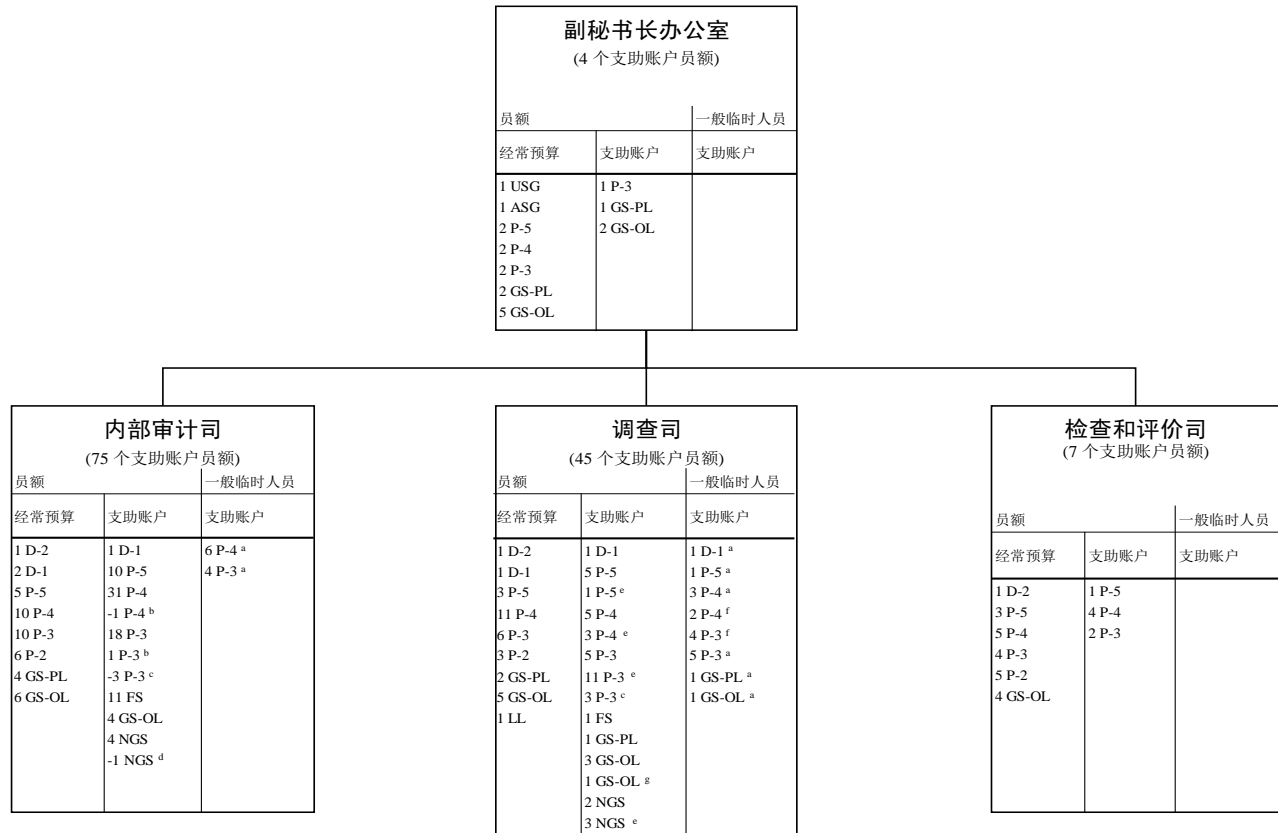 副秘书长办公室
(4 个支助账户员额)
员额 一般临时人员
经常预算 支助账户 支助账户
1 USG 1 P-3
1 ASG 1 GS-PL
2 P-5 2 GS-OL
2 P-4
2 P-3
2 GS-PL
5 GS-OL
内部审计司
(75 个支助账户员额)
员额 一般临时人员
经常预算 支助账户 支助账户
1 D-2 1 D-1 6 P-4 a
2 D-1 10 P-5 4 P-3 a
5 P-5 31 P-4
10 P-4 -1 P-4 b
10 P-3 18 P-3
6 P-2 1 P-3 b
4 GS-PL -3 P-3 c
6 GS-OL 11 FS
4 GS-OL
4 NGS
-1 NGS d
调查司
(45 个支助账户员额)
员额 一般临时人员
经常预算 支助账户 支助账户
1 D-2 1 D-1 1 D-1 a
1 D-1 5 P-5 1 P-5 a
3 P-5 1 P-5 e 3 P-4 a
11 P-4 5 P-4 2 P-4 f
6 P-3 3 P-4 e 4 P-3 f
3 P-2 5 P-3 5 P-3 a
2 GS-PL 11 P-3 e 1 GS-PL a
5 GS-OL 3 P-3 c 1 GS-OL a
1 LL 1 FS
1 GS-PL
3 GS-OL
1 GS-OL g
2 NGS
3 NGS e
检查和评价司
(7 个支助账户员额)
员额 一般临时人员
经常预算 支助账户 支助账户
1 D-2 1 P-5
3 P-5 4 P-4
5 P-4 2 P-3
4 P-3
5 P-2
4 GS-OL